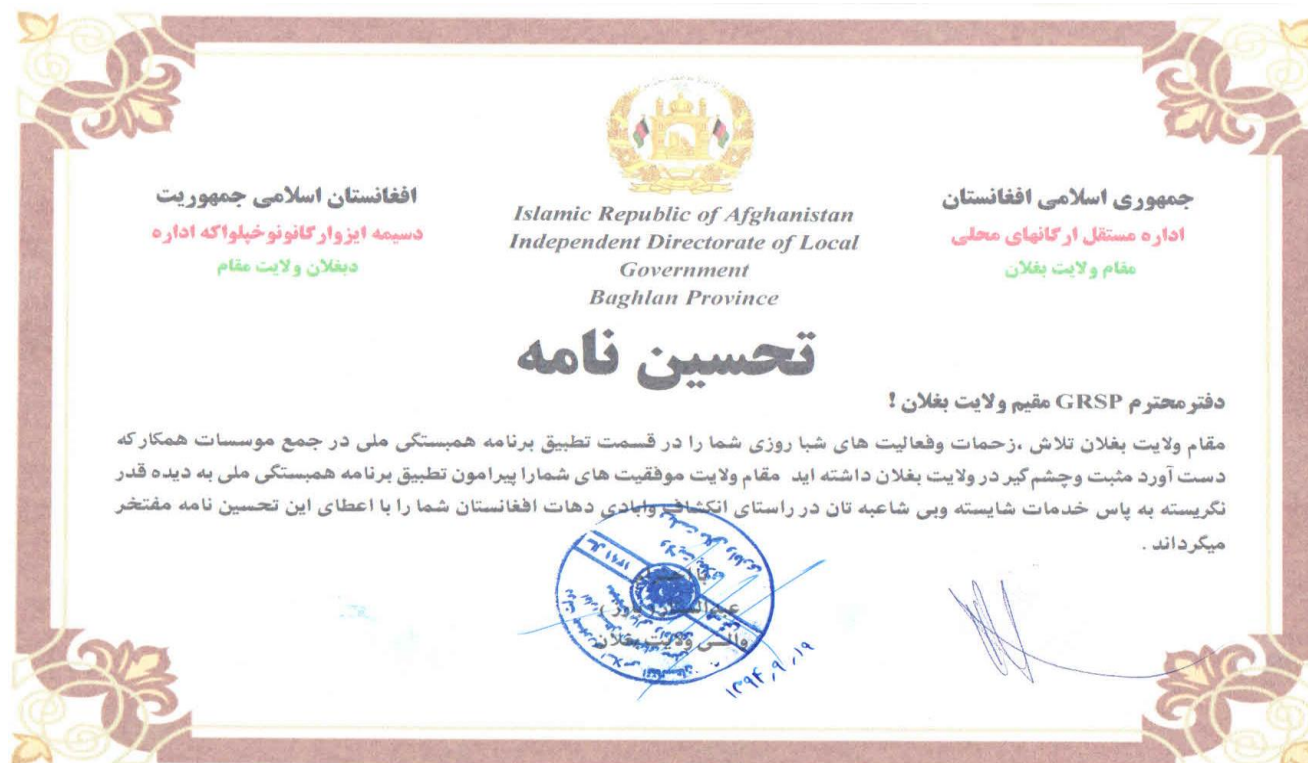 جمهوری اسلامی افغانستان
اداره مستقل ارگانهای محلی
مقام ولایت بغلان
Islamic Republic of Afghanistan
Independent Directorate of Local
Government
Baghlan Province
افغانستان اسلامی جمهوریت
دسیمه ایزوارگانونوخپلواکه اداره
دبغلان ولایت مقام
تحسین نامه
دفترمحترم GRSP مقیم ولایت بغلان !
مقام ولایت بغلان تلاش ،زحمات وفعالیت های شبا روزی شما را در قسمت تطبیق برنامه همبستگی ملی در جمع موسسات همکارکه
دست آورد مثبت وچشم گیر درولایت بغلان داشته اید مقام ولایت موفقیت های شمارا پیرامون تطبیق برنامه همبستگی ملی به دیده قدر
نگریسته به پاس خدمات شایسته وبی شاعبه تان در راستای انکشاف وابادی دهات افغانستان شما را با اعطای این تحسین نامه مفتخر
میگرداند .
با احترام
عبدالستار ( بارز )
والی ولایت بغلان
۱۳۹۴٫۹٫۱۹